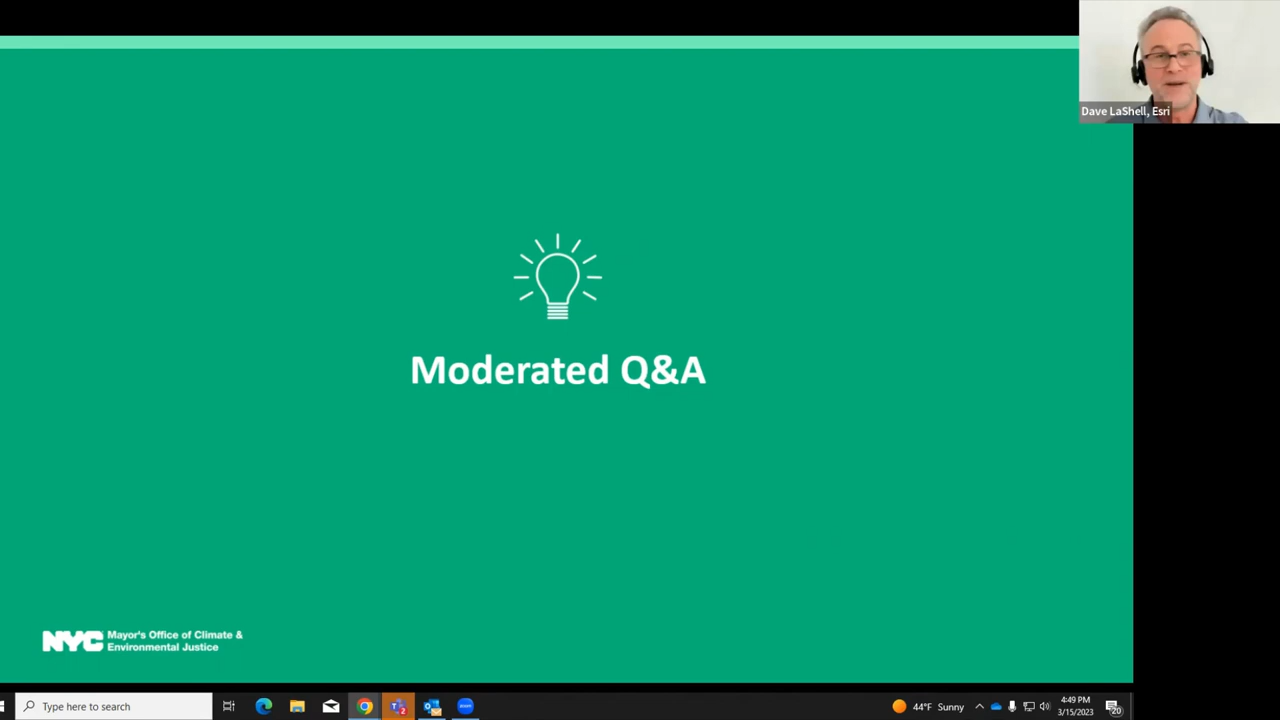 Dave LaShell, Esri
Moderated Q&A
NYC
Mayor's Office of Climate &
Environmental Justice
Type here to search
44°F Sunny
4:49 PM
3/15/2023
20